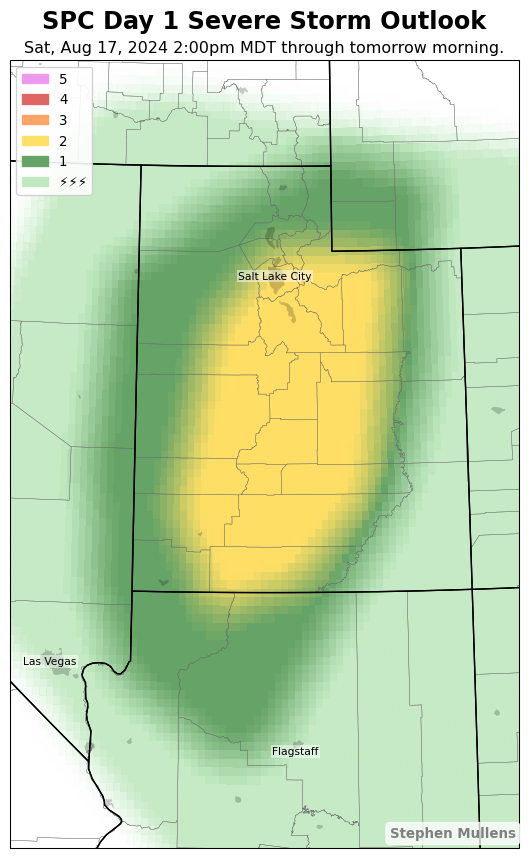 SPC Day 1 Severe Storm Outlook
Sat, Aug 17, 2024 2:00pm MDT through tomorrow morning.
5
4
3
2
1
⚡⚡⚡
Salt Lake City
Las Vegas
Flagstaff
Stephen Mullens